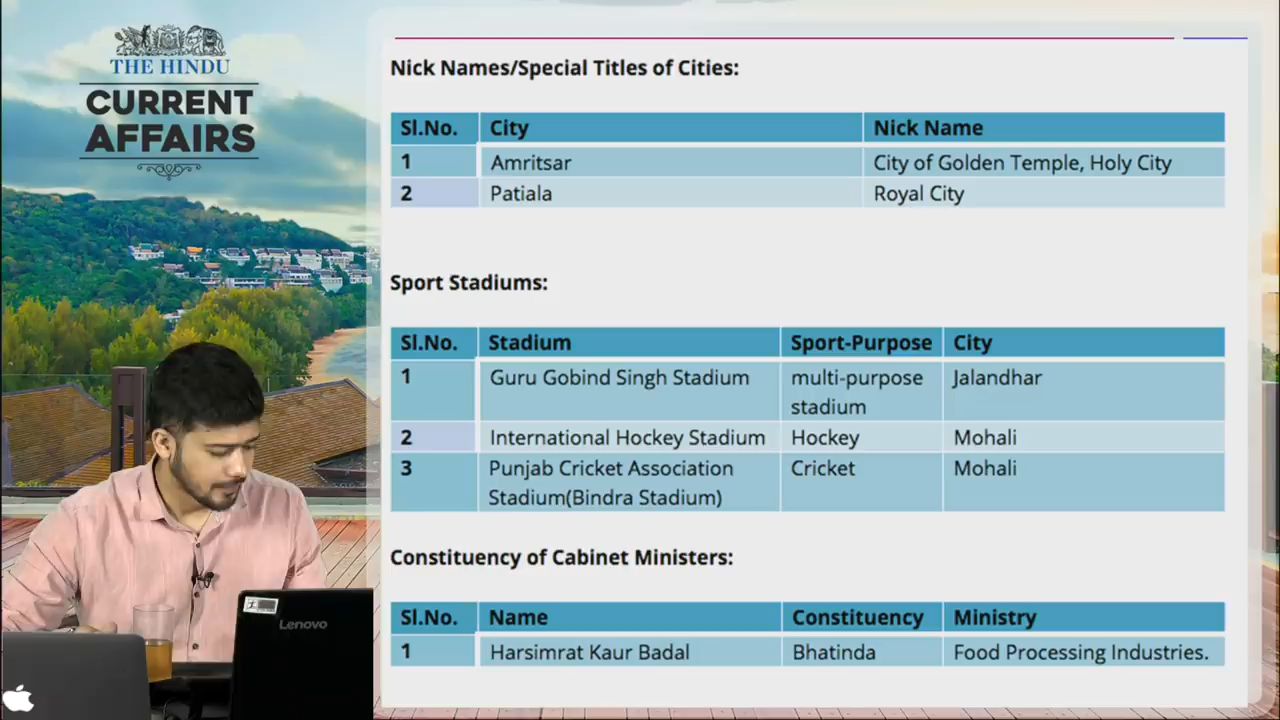 THE HINDU
CURRENT
AFFAIRS
Nick Names/Special Titles of Cities:
Sl.No. City Nick Name
1 Amritsar City of Golden Temple, Holy City
2 Patiala Royal City
Sport Stadiums:
Sl.No. Stadium Sport-Purpose City
1 Guru Gobind Singh Stadium multi-purpose Jalandhar
stadium
2 International Hockey Stadium Hockey Mohali
3 Punjab Cricket Association Cricket Mohali
Stadium(Bindra Stadium)
Constituency of Cabinet Ministers:
Sl.No. Name Constituency Ministry
1 Harsimrat Kaur Badal Bhatinda Food Processing Industries.
Lenovo